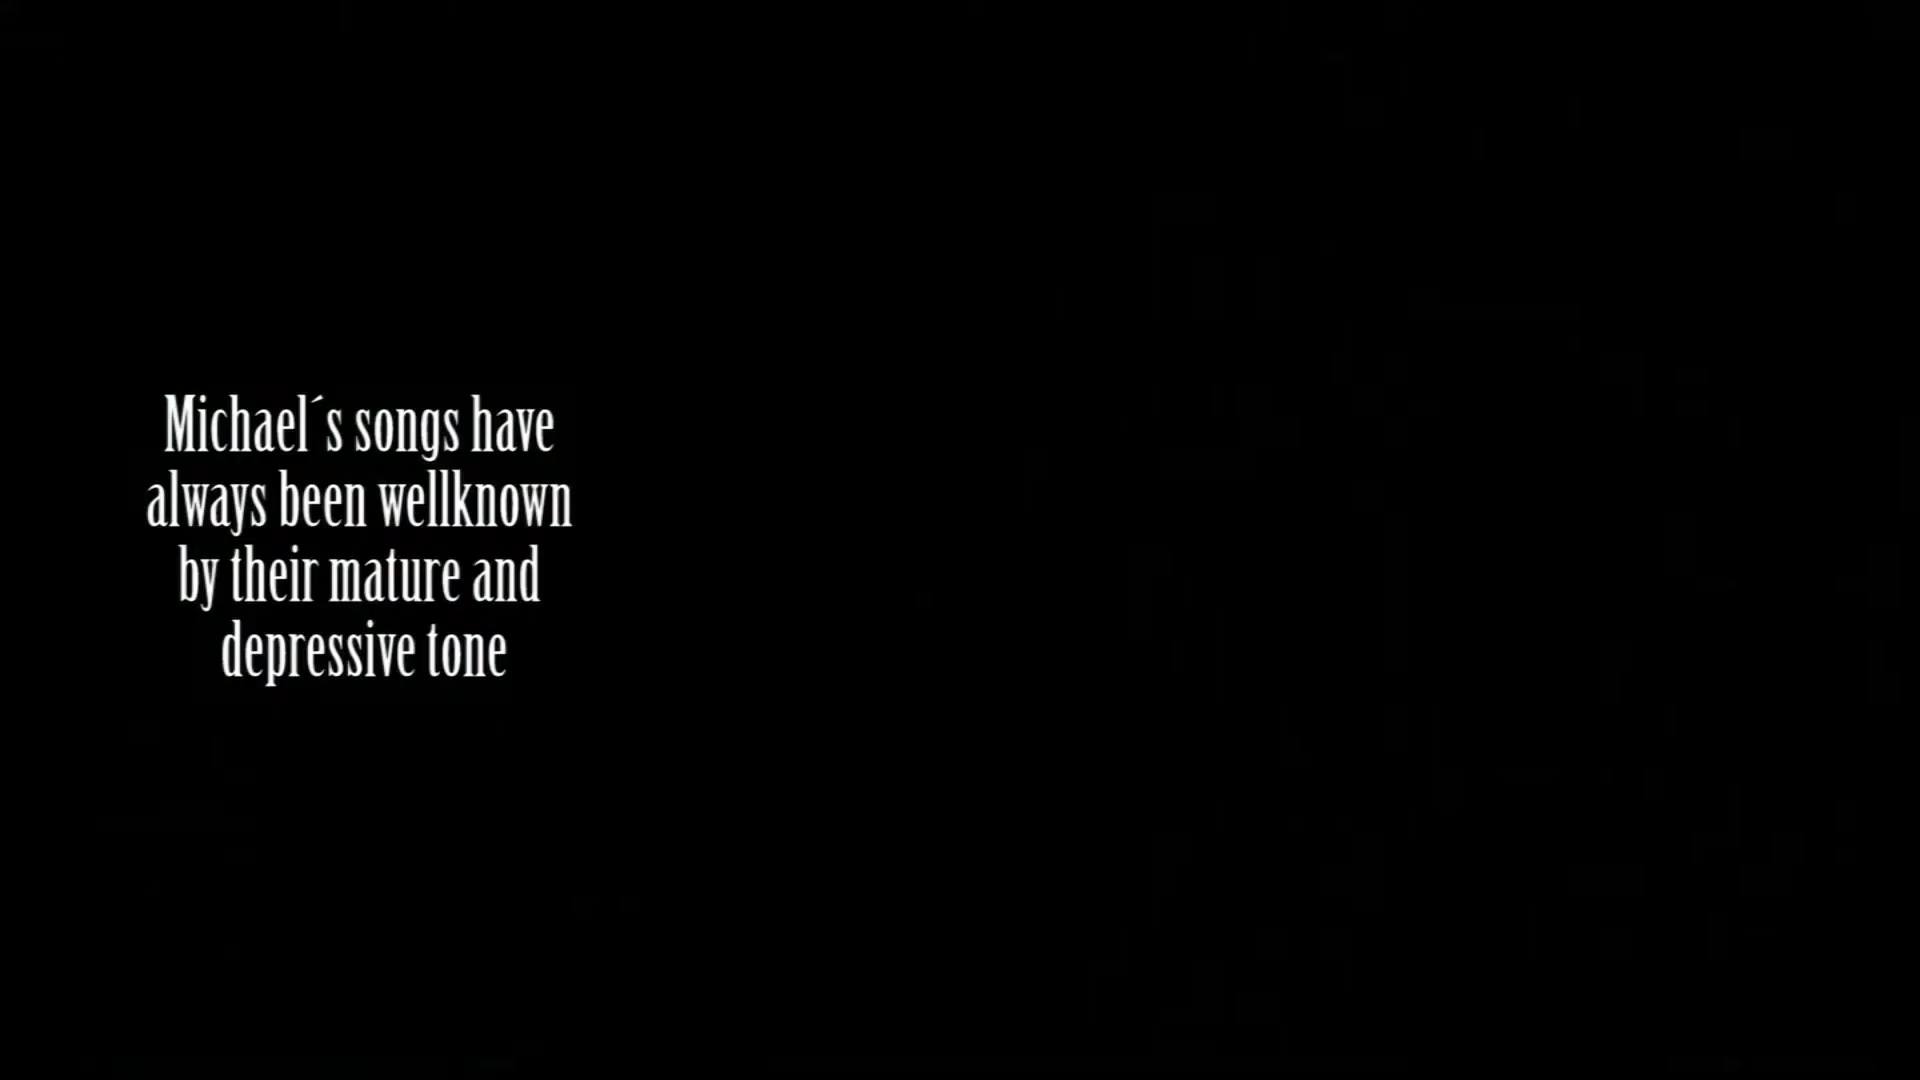 Michael´s songs have
always been wellknown
by their mature and
depressive tone